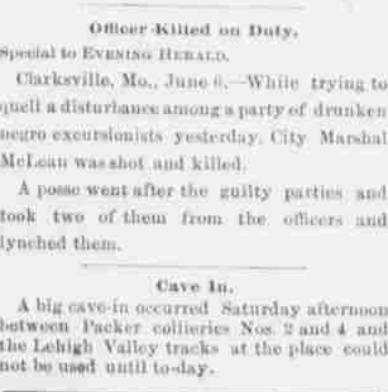 Officer Killed on Duty.
Special to EVENING HERALD.
Clarksville, Mo., June 6.—While trying to
quell a disturbance among a party of drunken
negro excursionists yesterday, City Marshal
McLean was shot and killed.
A posse went after the guilty parties and
took two of them from the officers and
lynched them.
Cave In.
A big cave-in occurred Saturday afternoon
between Packer collieries Nos. 2 and 4 and
the Lehigh Valley tracks at the place could
not be used until to-day.